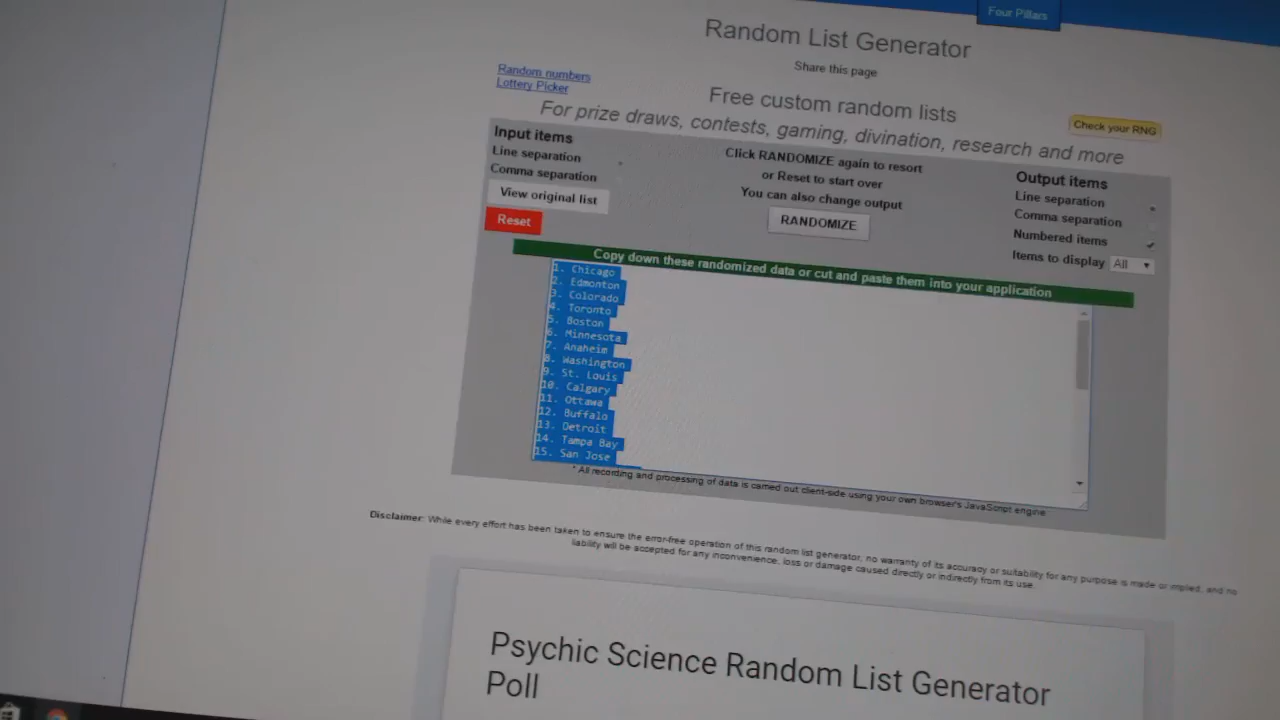 Four Pillars
Random List Generator
Share this page
Random numbers
Lottery Picker
Free custom random lists
For prize draws, contests, gaming, divination, research and more
Check your RNG
Input items
Line separation
Comma separation
View original list
Reset
Click RANDOMIZE again to resort
or Reset to start over
You can also change output
RANDOMIZE
Output items
Line separation
Comma separation
Numbered items
Items to display All
Copy down these randomized data or cut and paste them into your application
1. Chicago
2. Edmonton
3. Colorado
4. Toronto
5. Boston
6. Minnesota
7. Anaheim
8. Washington
9. St. Louis
10. Calgary
11. Ottawa
12. Buffalo
13. Detroit
14. Tampa Bay
15. San Jose
* All recording and processing of data is carried out client-side using your own browser's JavaScript engine
Disclaimer: While every effort has been taken to ensure the error-free operation of this random list generator, no warranty of its accuracy or suitability for any purpose is made or implied, and no
liability will be accepted for any inconvenience, loss or damage caused directly or indirectly from its use.
Psychic Science Random List Generator
Poll